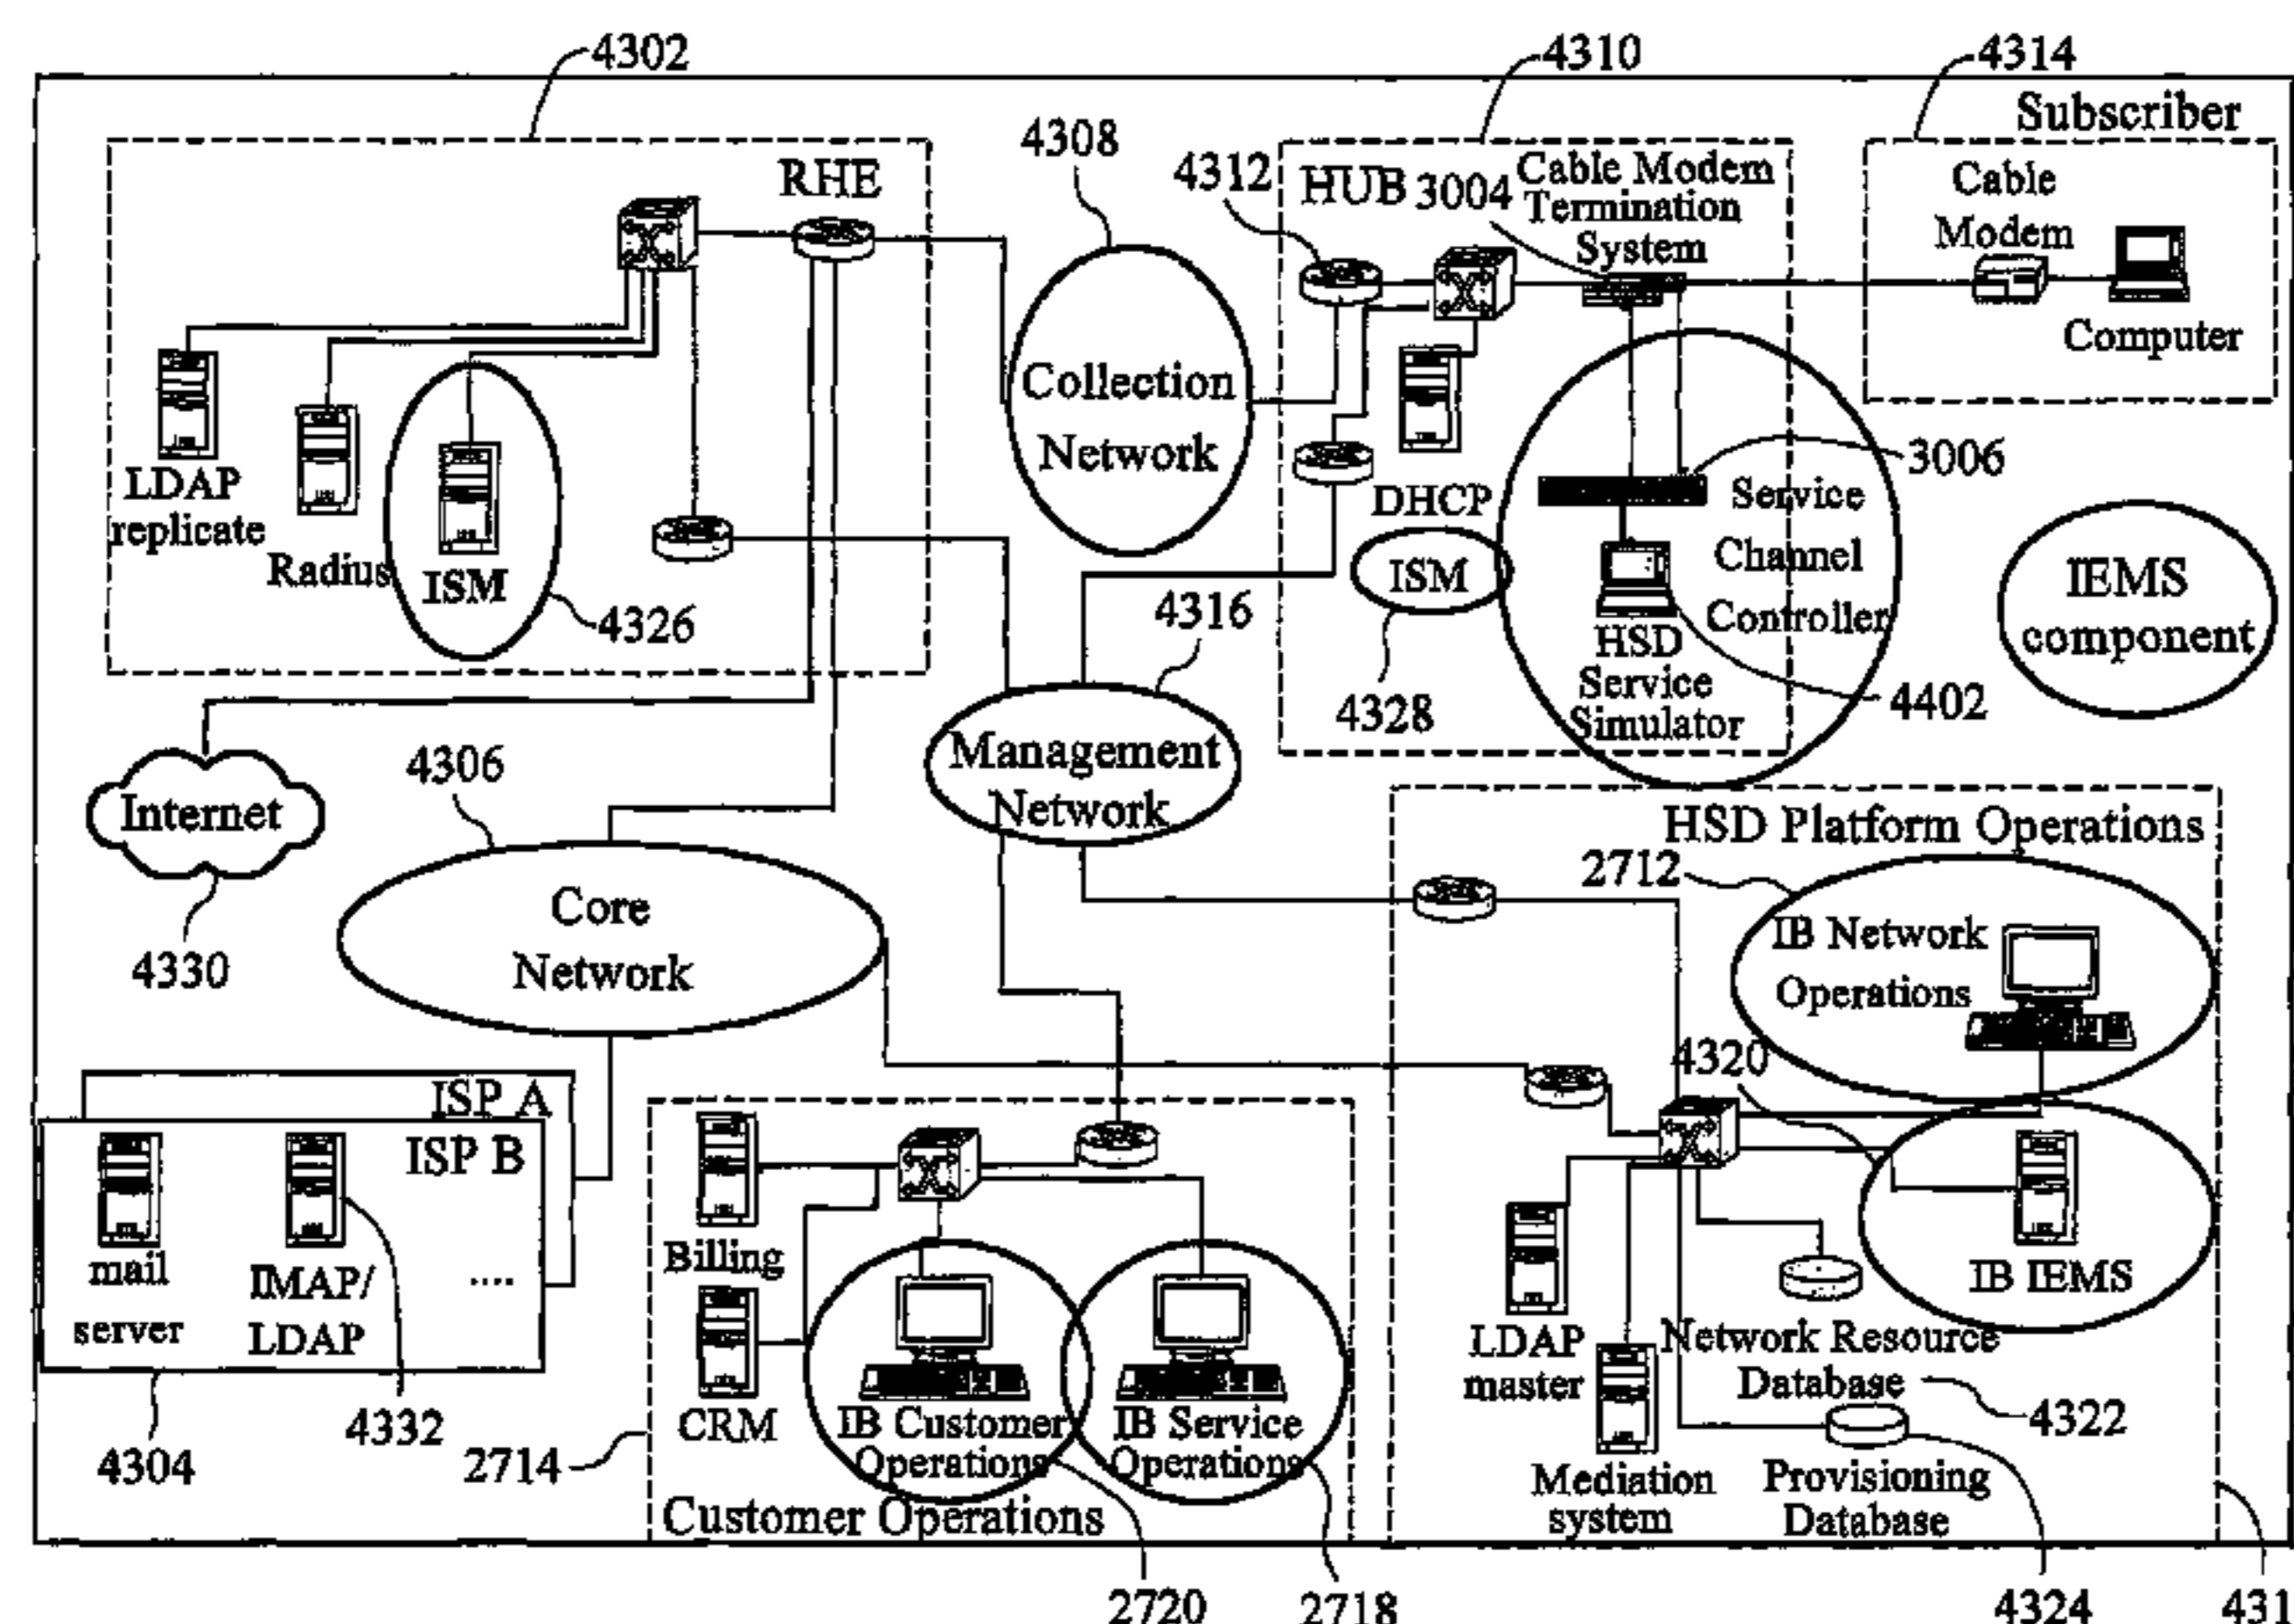 4302
4310
4314
Subscriber
4308
RHE
4312
HUB
3004
Cable Modem
Termination
System
Cable
Modem
Computer
Collection
Network
LDAP
replicate
Radius
ISM
4326
DHCP
ISM
4328
3006
Service
Channel
Controller
HSD
Service
Simulator
4402
IEMS
component
4316
Management
Network
Internet
4330
4306
Core
Network
HSD Platform Operations
2712
IB Network
Operations
4320
ISP A
ISP B
mail
server
IMAP/
LDAP
....
4304
4332
2714
Billing
CRM
IB Customer
Operations
IB Service
Operations
Customer Operations
2720
2718
LDAP
master
Mediation
system
Network Resource
Database
4322
Provisioning
Database
IB IEMS
4324
431